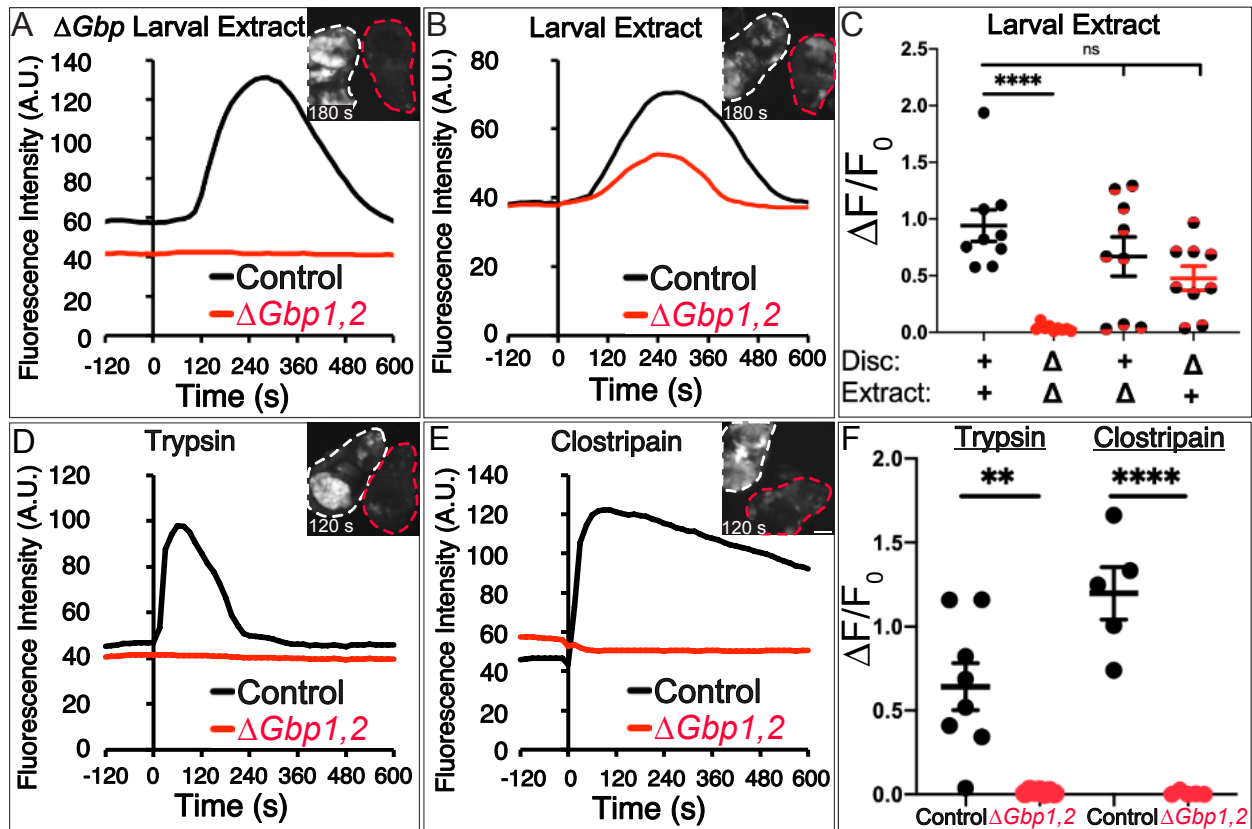 A
ΔGbp Larval Extract
Fluorescence Intensity (A.U.)
140
120
100
80
60
40
20
0
-120 0 120 240 360 480 600
Time (s)
Control
ΔGbp1,2
180 s
B
Larval Extract
Fluorescence Intensity (A.U.)
80
60
40
20
0
-120 0 120 240 360 480 600
Time (s)
Control
ΔGbp1,2
180 s
C
Larval Extract
ΔF/F0
2.5
2.0
1.5
1.0
0.5
0.0
ns
****
Disc: + Δ + Δ
Extract: + Δ Δ +
D
Trypsin
Fluorescence Intensity (A.U.)
120
100
80
60
40
20
0
-120 0 120 240 360 480 600
Time (s)
Control
ΔGbp1,2
120 s
E
Clostripain
Fluorescence Intensity (A.U.)
140
120
100
80
60
40
20
0
-120 0 120 240 360 480 600
Time (s)
Control
ΔGbp1,2
120 s
F
Trypsin Clostripain
** ****
ΔF/F0
2.0
1.5
1.0
0.5
0.0
Control ΔGbp1,2 Control ΔGbp1,2